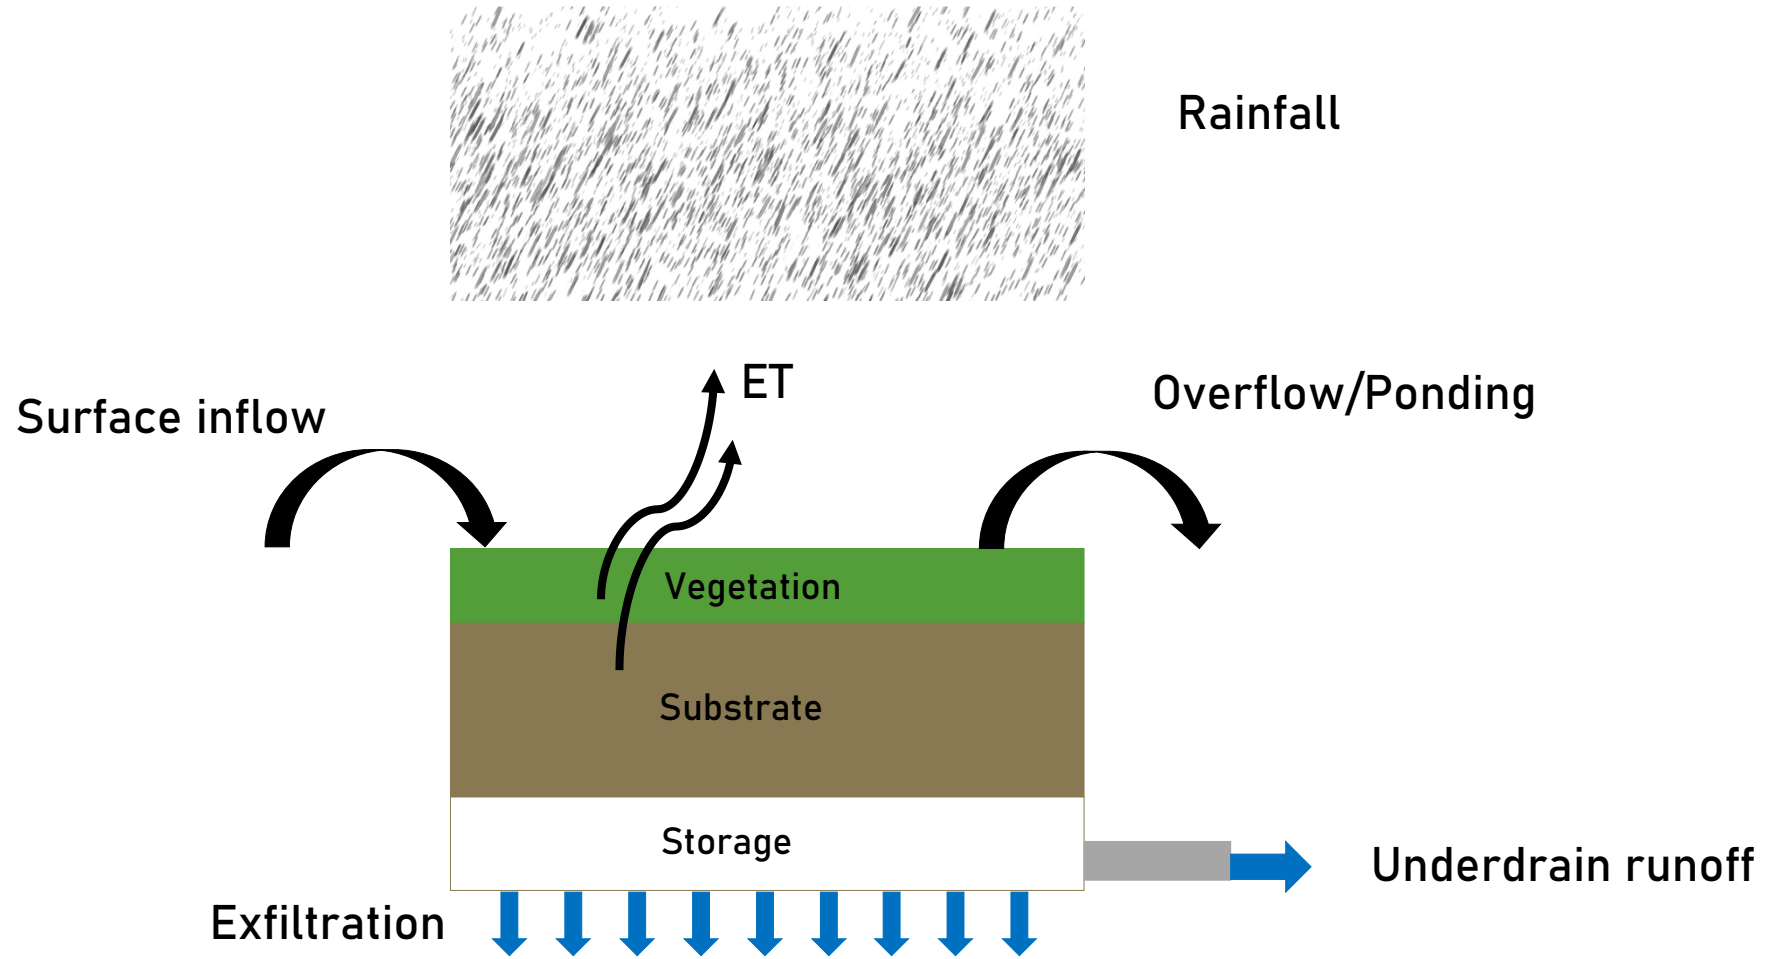 Rainfall
ET
Surface inflow
Overflow/Ponding
Vegetation
Substrate
Storage
Underdrain runoff
Exfiltration